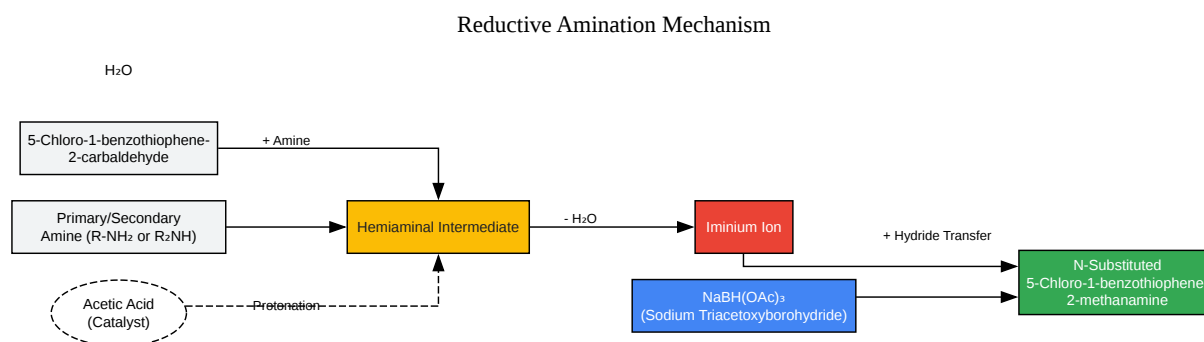 Reductive Amination Mechanism
H₂O
5-Chloro-1-benzothiophene-
2-carbaldehyde
+ Amine
Primary/Secondary
Amine (R-NH₂ or R₂NH)
Hemiaminal Intermediate
- H₂O
Iminium Ion
+ Hydride Transfer
Acetic Acid
(Catalyst)
Protonation
NaBH(OAc)₃
(Sodium Triacetoxyborohydride)
N-Substituted
5-Chloro-1-benzothiophene
2-methanamine